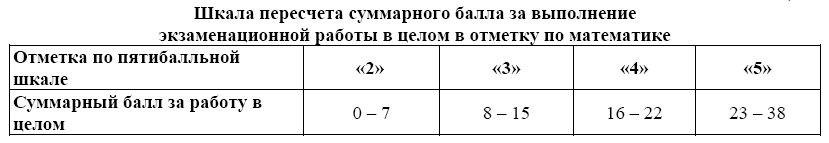 Шкала пересчета суммарного балла за выполнение
экзаменационной работы в целом в отметку по математике
Отметка по пятибалльной шкале «2» «3» «4» «5»
Суммарный балл за работу в целом 0 – 7 8 – 15 16 – 22 23 – 38